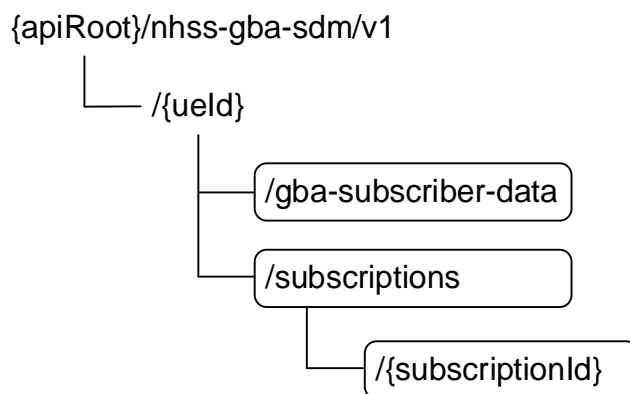 {apiRoot}/nhss-gba-sdm/v1
/{ueId}
/gba-subscriber-data
/subscriptions
/{subscriptionId}